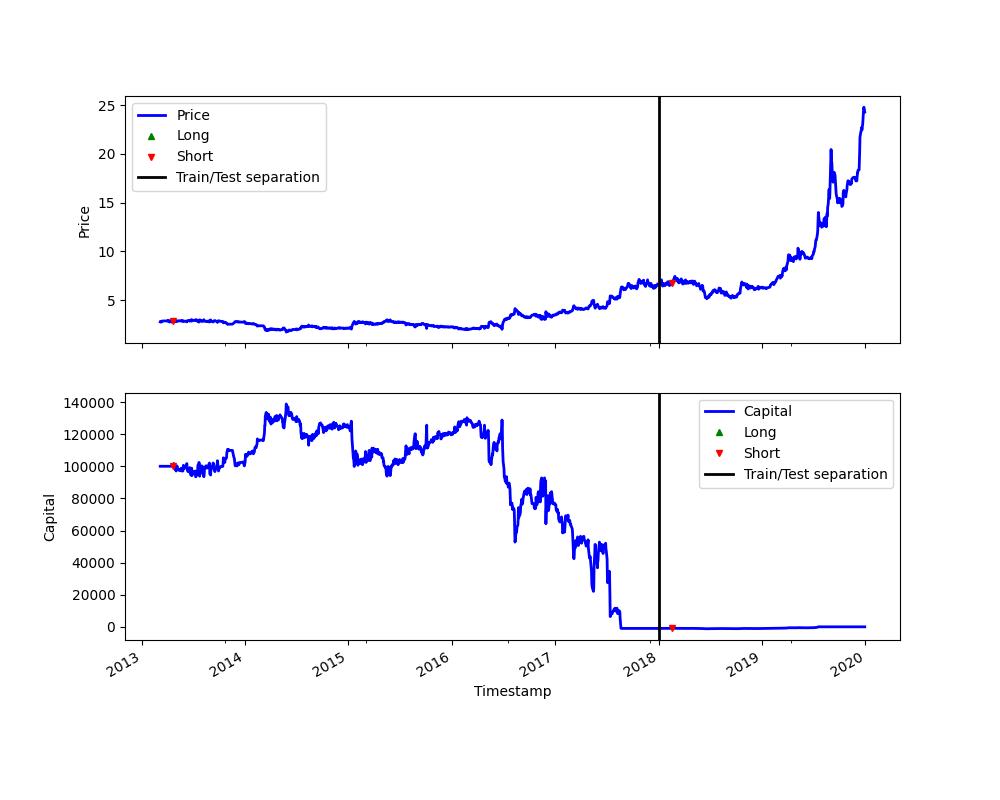 25
20
15
10
5
Price
Price
Long
Short
Train/Test separation
140000
120000
100000
80000
60000
40000
20000
0
Capital
Capital
Long
Short
Train/Test separation
2013
2014
2015
2016
2017
2018
2019
2020
Timestamp